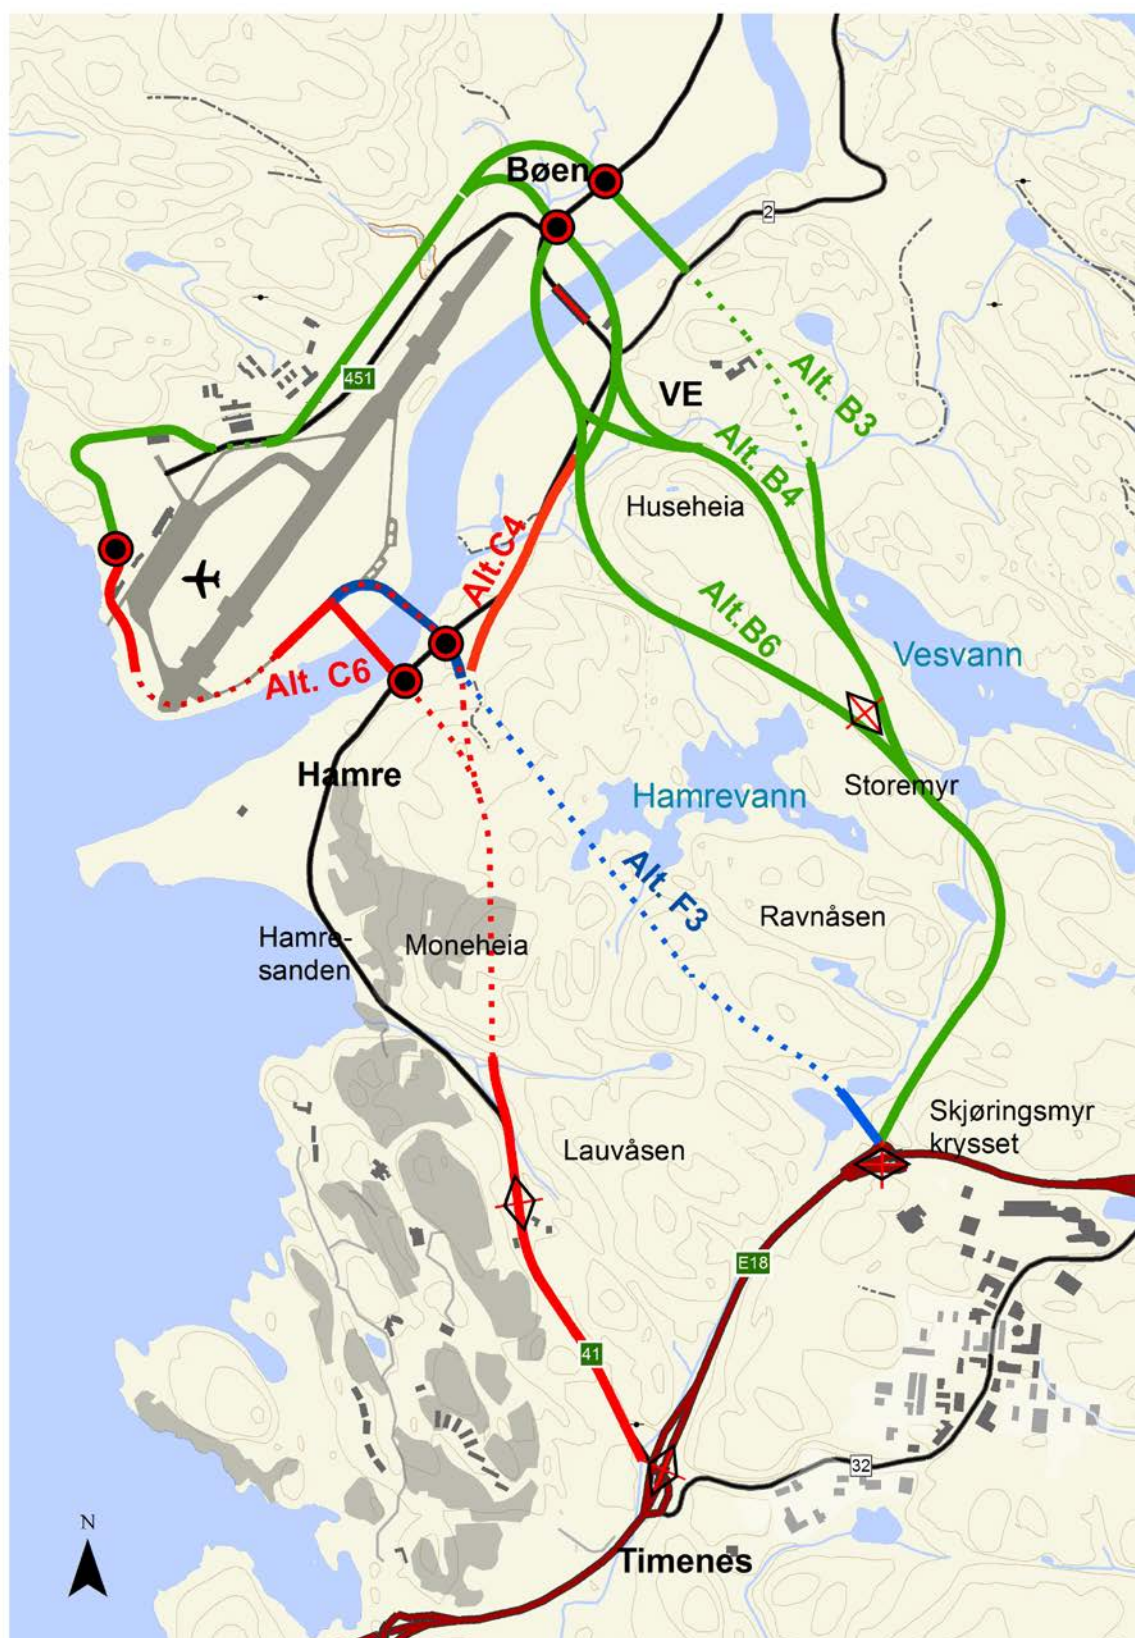 Bøen
2
Alt. B3
451
VE
Alt. B4
Huseheia
Alt.C4
Alt.B6
Vesvann
Alt. C6
Hamre
Hamrevann
Storemyr
Alt. F3
Ravnåsen
Hamre-
sanden
Moneheia
Skjøringsmyr
krysset
Lauvåsen
E18
41
32
N
Timenes